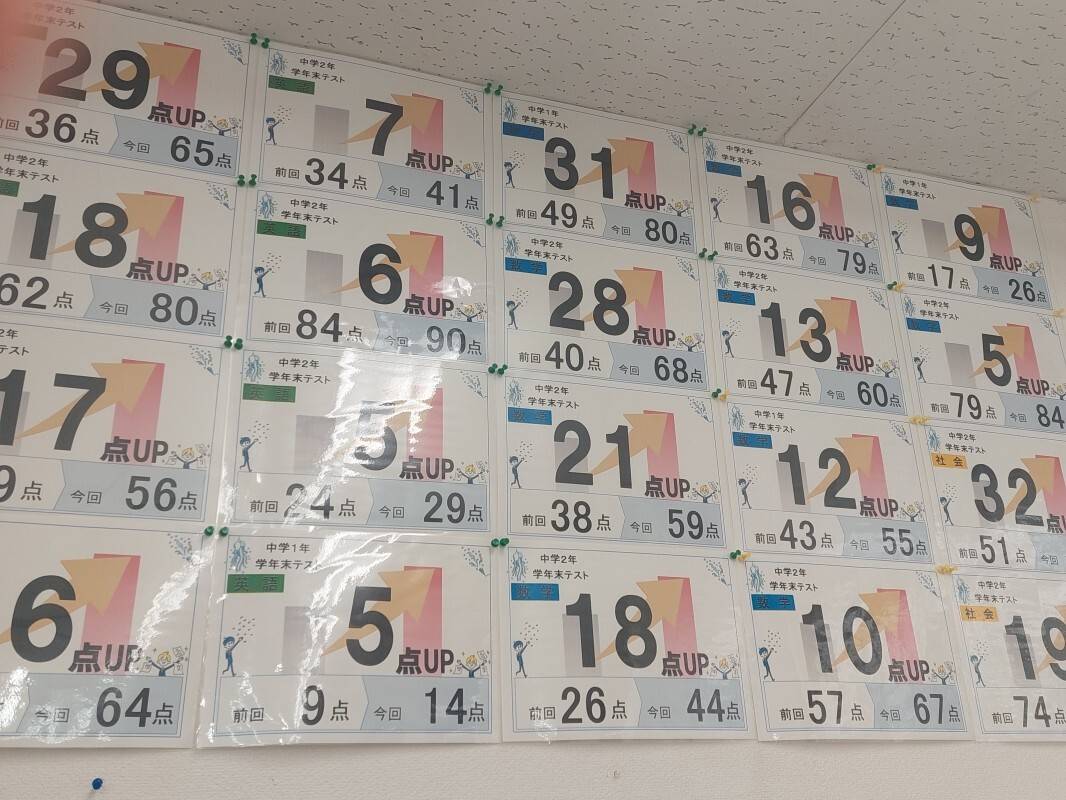 29
点UP
前回 36点 今回 65点
中学2年
学年末テスト
英語
7
点UP
前回 34点 今回 41点
中学1年
学年末テスト
31
点UP
前回 49点 今回 80点
中学2年
学年末テスト
16
点UP
前回 63点 今回 79点
中学1年
学年末テスト
数学
9
点UP
前回 17点 今回 26点
中学2年
学年末テスト
18
点UP
62点 今回 80点
中学2年
学年末テスト
英語
6
点UP
前回 84点 今回 90点
中学2年
学年末テスト
数学
28
点UP
前回 40点 今回 68点
中学2年
学年末テスト
数学
13
点UP
前回 47点 今回 60点
中学2年
学年末テスト
数学
5
点UP
前回 79点 今回 84
2年
テスト
17
点UP
9点 今回 56点
中学2年
学年末テスト
英語
5
点UP
前回 24点 今回 29点
中学2年
学年末テスト
数学
21
点UP
前回 38点 今回 59点
中学1年
学年末テスト
数学
12
点UP
前回 43点 今回 55点
中学2年
学年末テスト
社会
32
点
前回 51点 今回
6
点UP
今回 64点
中学1年
学年末テスト
英語
5
点UP
前回 9点 今回 14点
中学2年
学年末テスト
数学
18
点UP
前回 26点 今回 44点
中学2年
学年末テスト
数学
10
点UP
前回 57点 今回 67点
中学2年
学年末テスト
社会
19
前回 74点